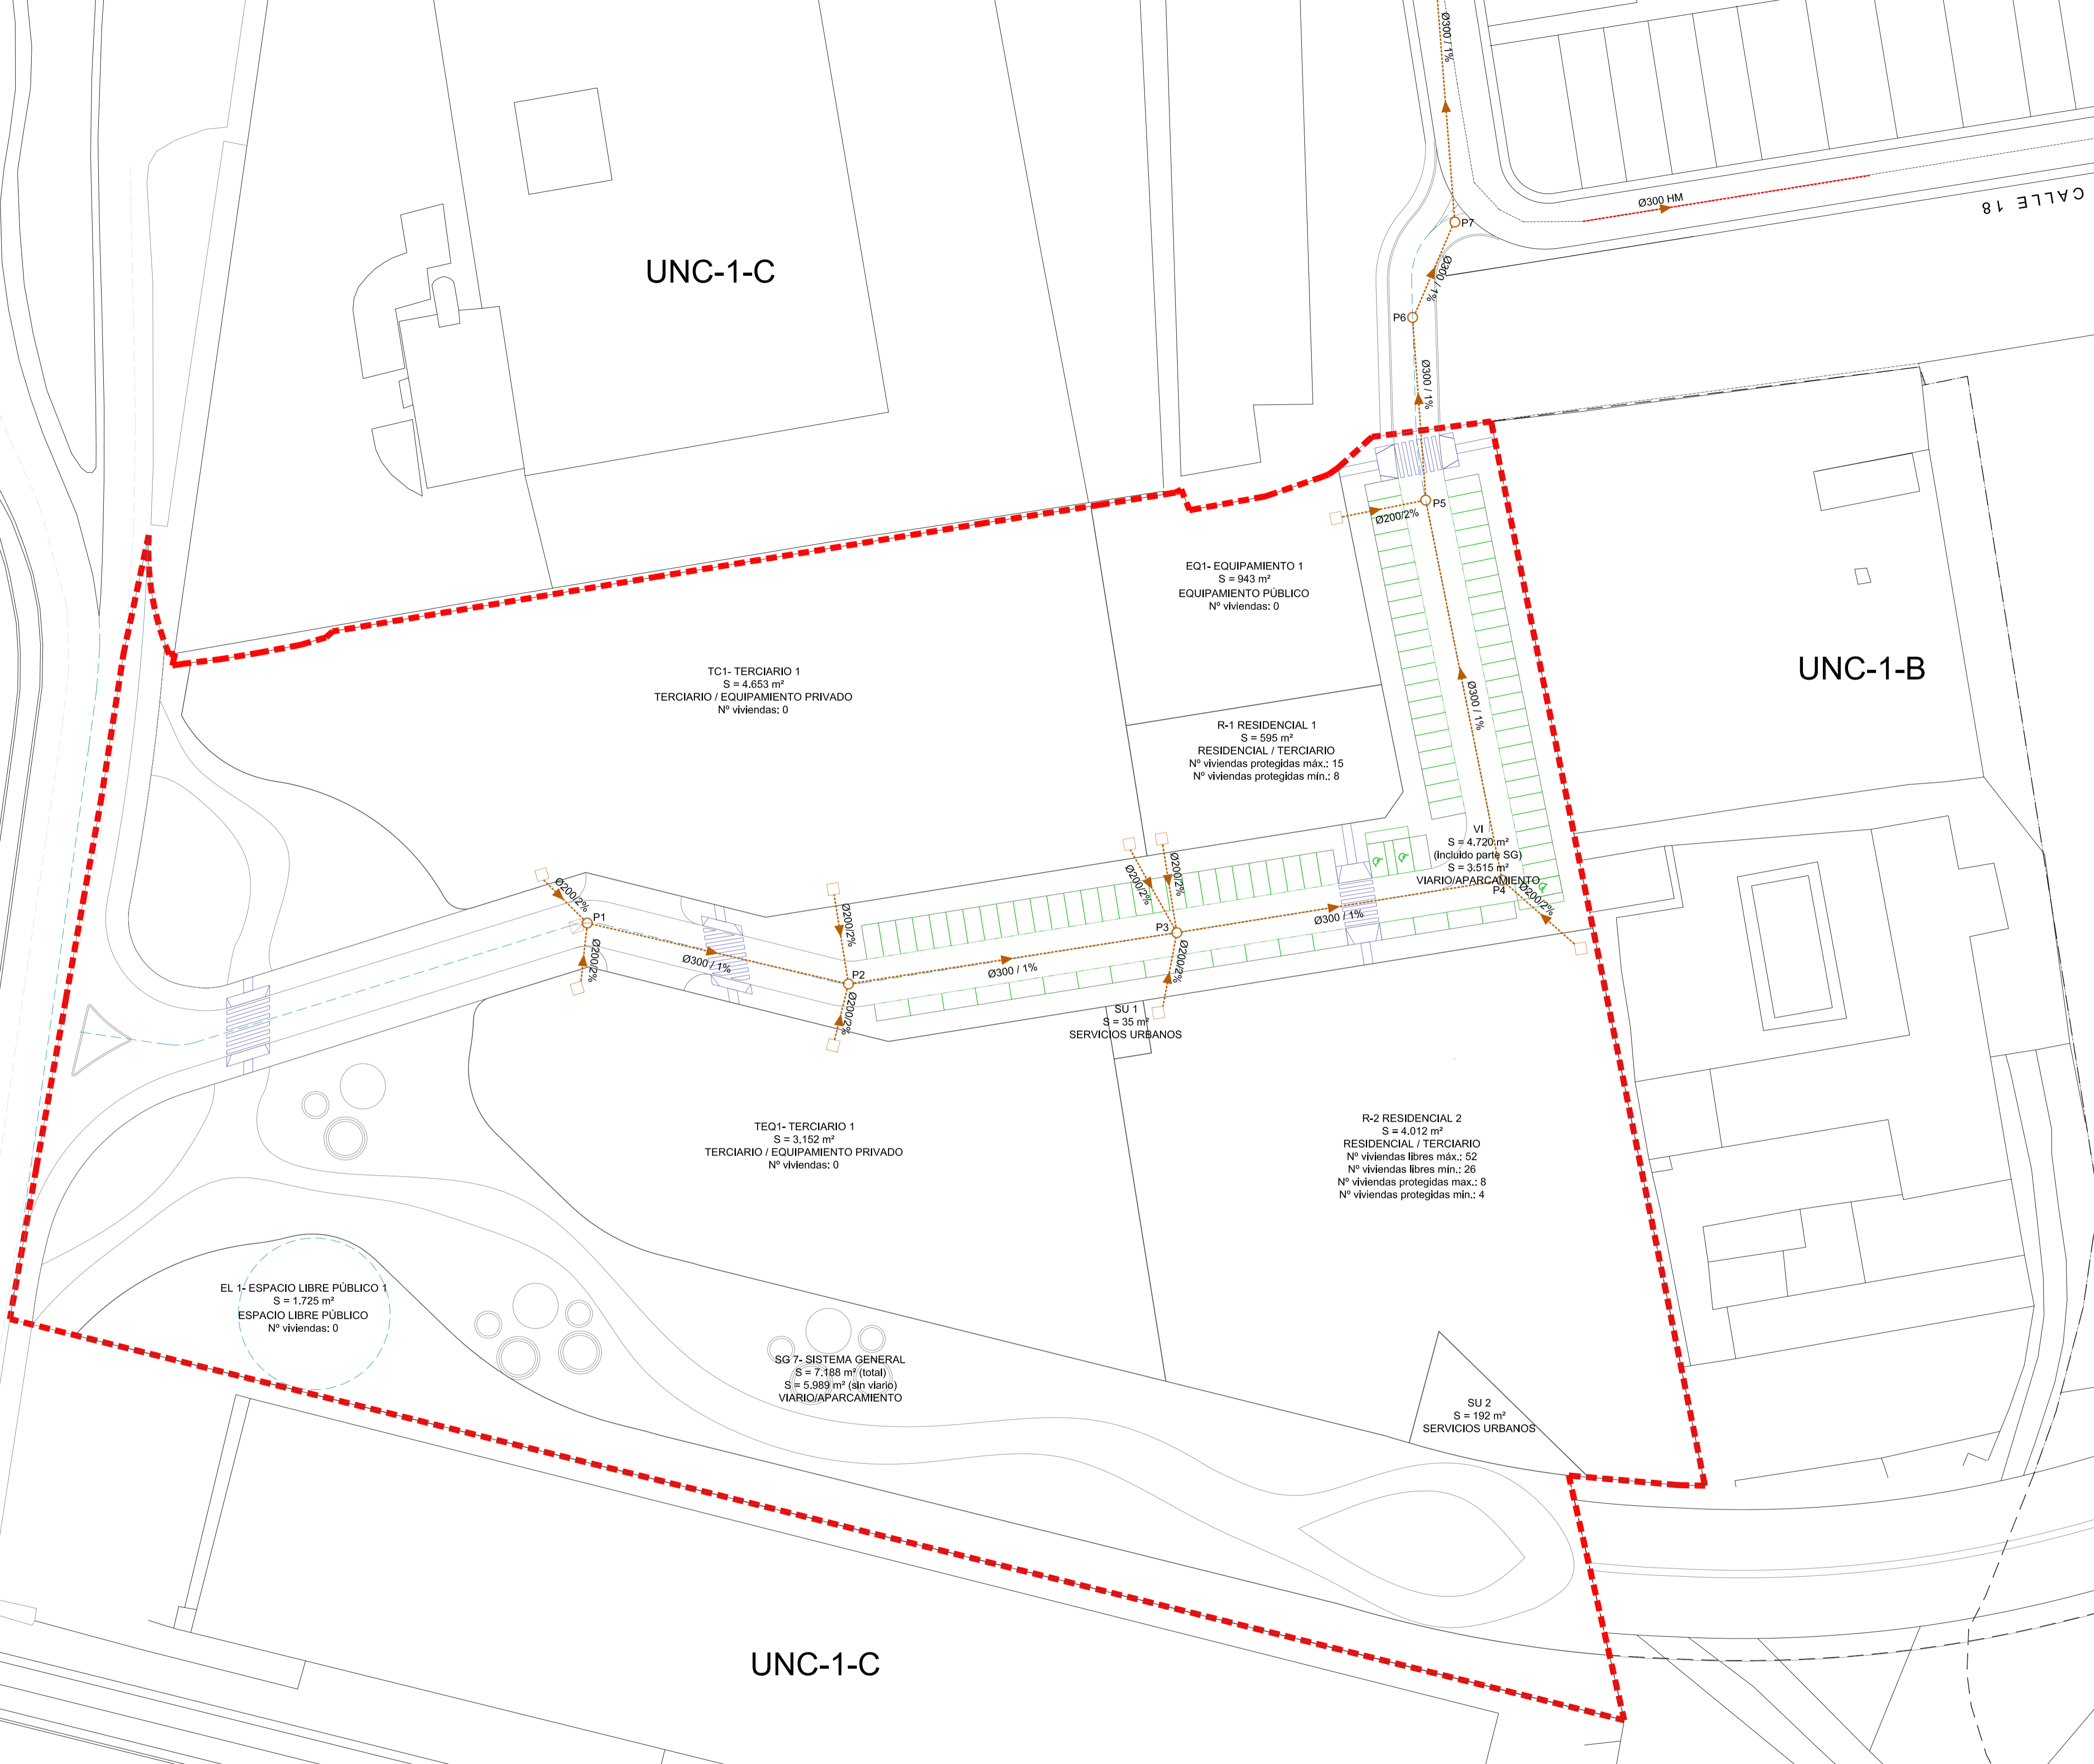 Ø300 / 1%
Ø300 HM
CALLE 18
P7
UNC-1-C
Ø300 / 1%
P6
Ø300 / 1%
P5
Ø200/2%
EQ1- EQUIPAMIENTO 1
S = 943 m²
EQUIPAMIENTO PÚBLICO
Nº viviendas: 0
UNC-1-B
TC1- TERCIARIO 1
S = 4.653 m²
TERCIARIO / EQUIPAMIENTO PRIVADO
Nº viviendas: 0
Ø300 / 1%
R-1 RESIDENCIAL 1
S = 595 m²
RESIDENCIAL / TERCIARIO
Nº viviendas protegidas máx.: 15
Nº viviendas protegidas mín.: 8
VI
S = 4.720 m²
(incluido parte SG)
S = 3.515 m²
VIARIO/APARCAMIENTO
P4
Ø200/2%
Ø200/2%
Ø200/2%
Ø200/2%
P1
Ø200/2%
Ø200/2%
P3
Ø300 / 1%
Ø300 / 1%
P2
Ø300 / 1%
Ø200/2%
Ø200/2%
SU 1
S = 35 m²
SERVICIOS URBANOS
TEQ1- TERCIARIO 1
S = 3,152 m²
TERCIARIO / EQUIPAMIENTO PRIVADO
Nº viviendas: 0
R-2 RESIDENCIAL 2
S = 4.012 m²
RESIDENCIAL / TERCIARIO
Nº viviendas libres máx.: 52
Nº viviendas libres mín.: 26
Nº viviendas protegidas max.: 8
Nº viviendas protegidas min.: 4
EL 1- ESPACIO LIBRE PÚBLICO 1
S = 1.725 m²
ESPACIO LIBRE PÚBLICO
Nº viviendas: 0
SG 7- SISTEMA GENERAL
S = 7.188 m² (total)
S = 5.989 m² (sin viario)
VIARIO/APARCAMIENTO
SU 2
S = 192 m²
SERVICIOS URBANOS
UNC-1-C